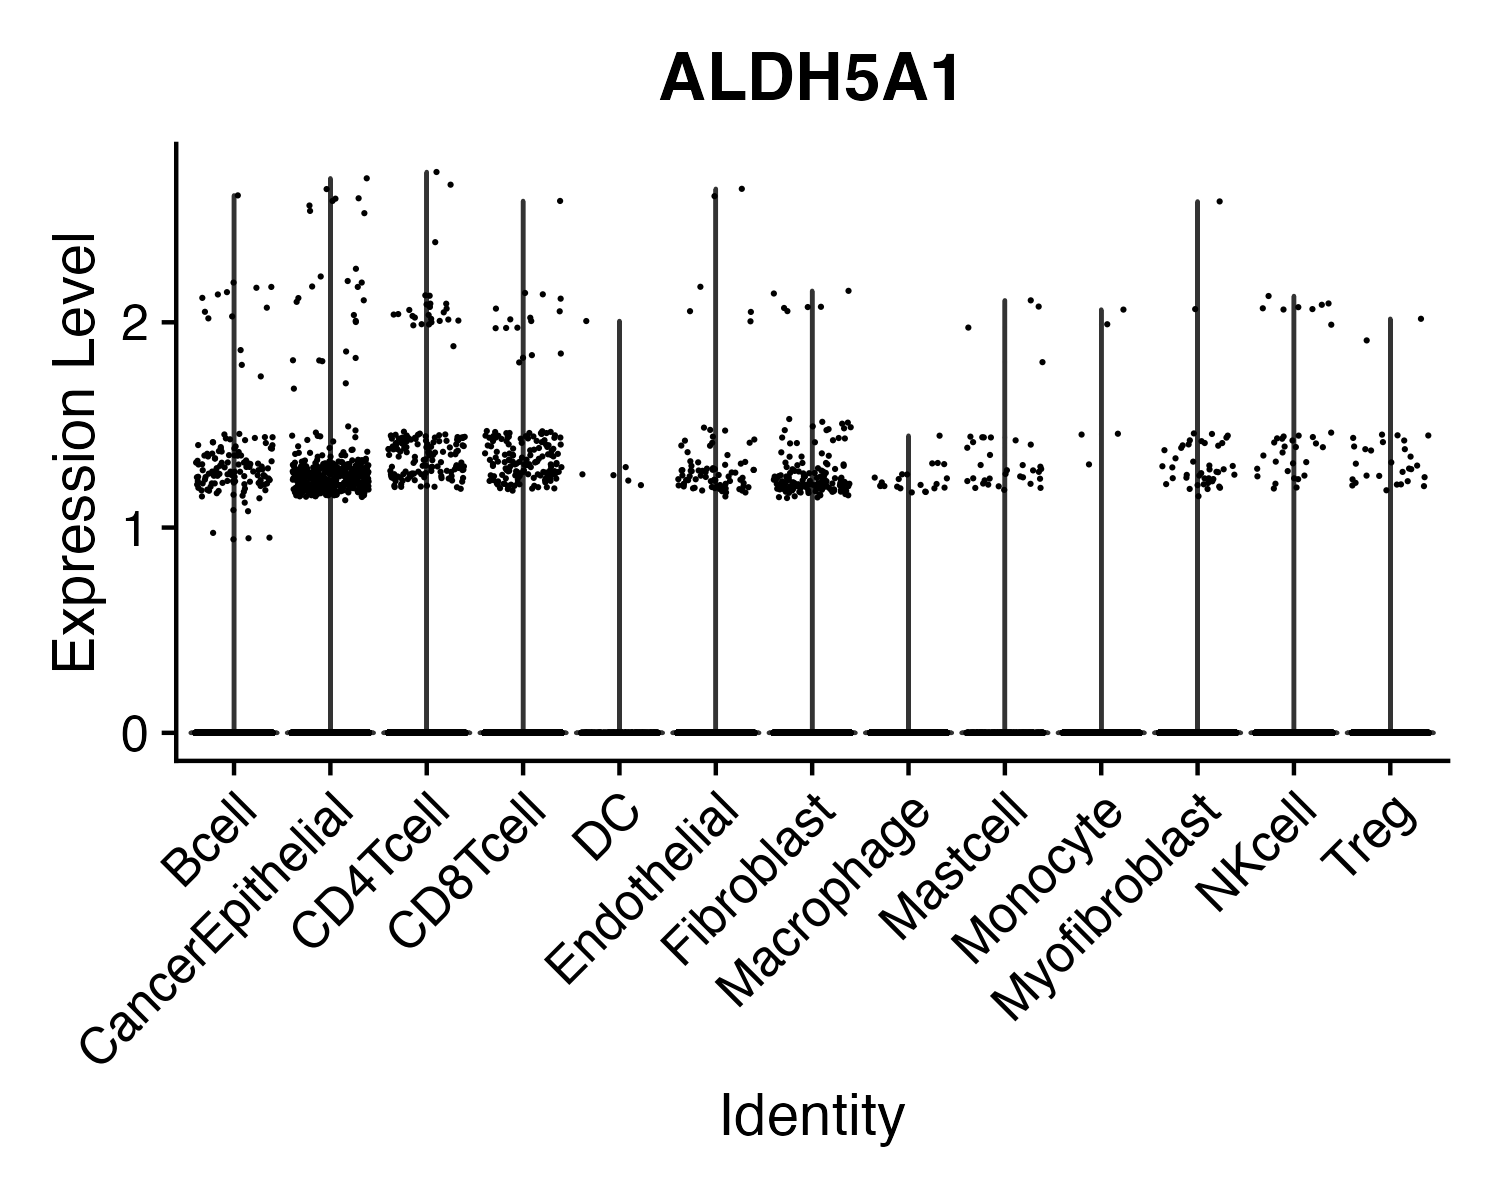 ALDH5A1
Expression Level
2
1
0
Bcell
CancerEpithelial
CD4Tcell
CD8Tcell
DC
Endothelial
Fibroblast
Macrophage
Mastcell
Monocyte
Myofibroblast
NKcell
Treg
Identity